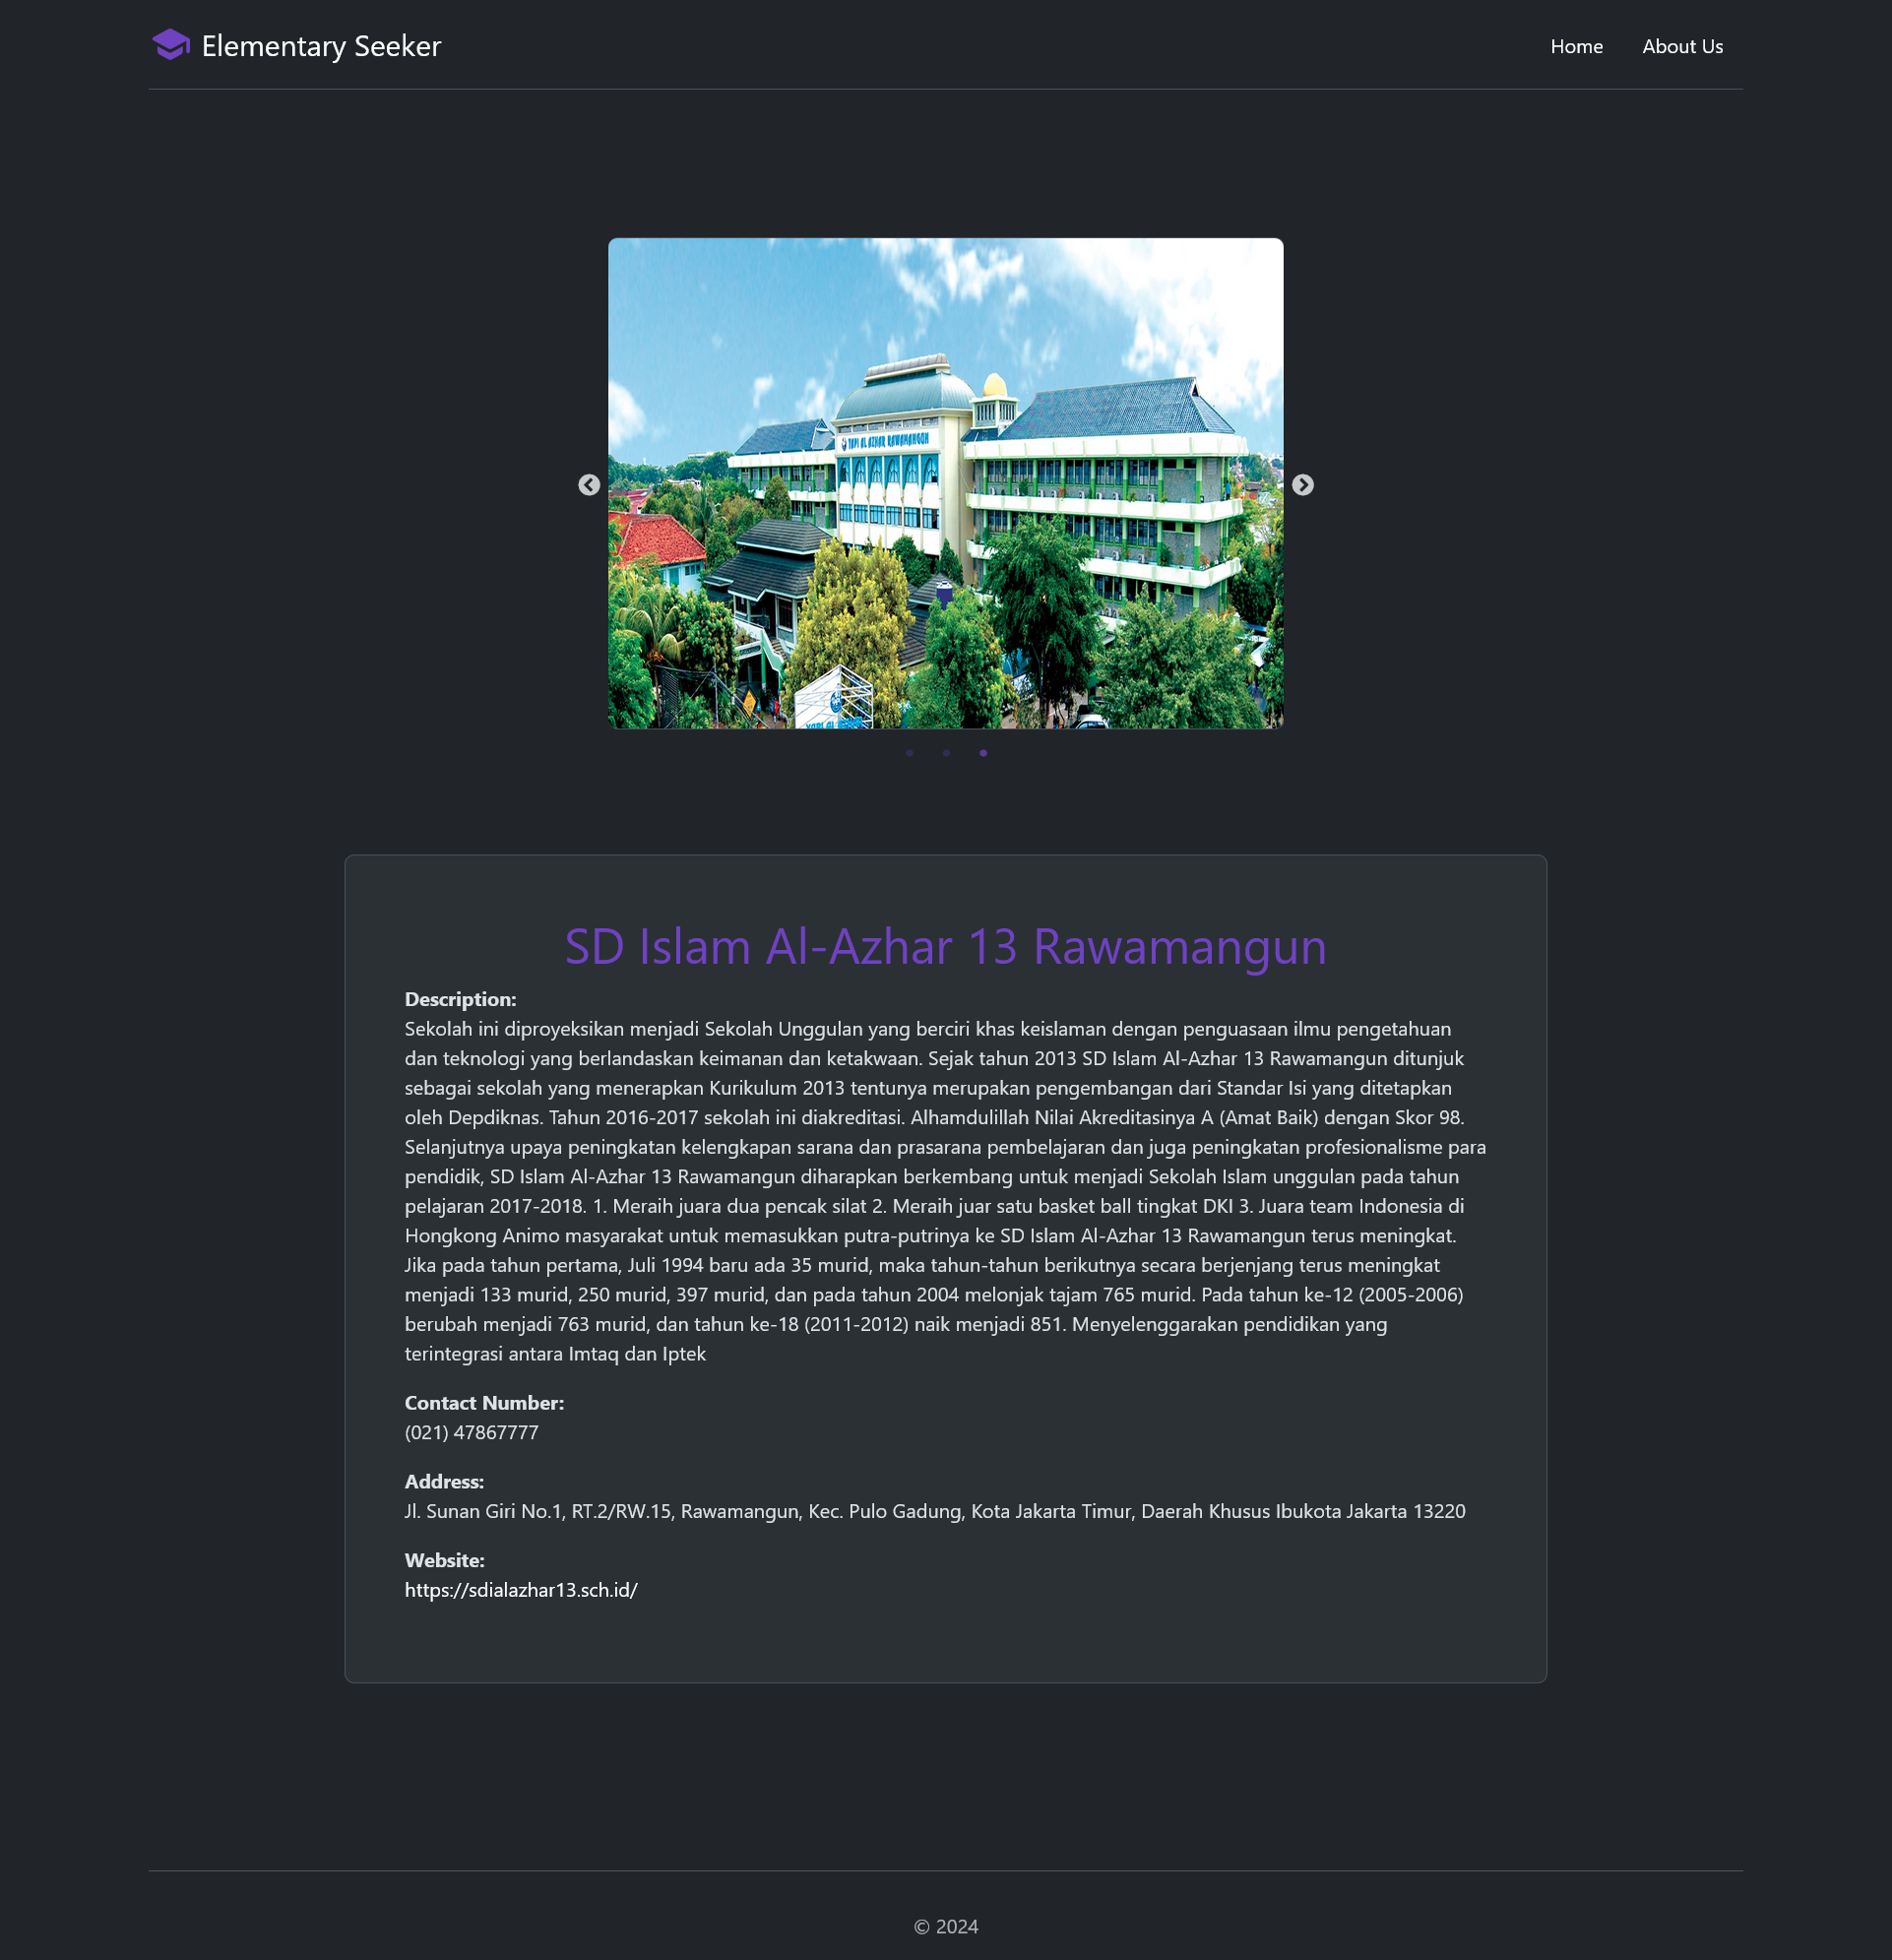 Elementary Seeker
Home
About Us
YAPI AL AZHAR RAWAMANGUN
YAPI AL AZHAR
SD Islam Al-Azhar 13 Rawamangun
Description:
Sekolah ini diproyeksikan menjadi Sekolah Unggulan yang berciri khas keislaman dengan penguasaan ilmu pengetahuan
dan teknologi yang berlandaskan keimanan dan ketakwaan. Sejak tahun 2013 SD Islam Al-Azhar 13 Rawamangun ditunjuk
sebagai sekolah yang menerapkan Kurikulum 2013 tentunya merupakan pengembangan dari Standar Isi yang ditetapkan
oleh Depdiknas. Tahun 2016-2017 sekolah ini diakreditasi. Alhamdulillah Nilai Akreditasinya A (Amat Baik) dengan Skor 98.
Selanjutnya upaya peningkatan kelengkapan sarana dan prasarana pembelajaran dan juga peningkatan profesionalisme para
pendidik, SD Islam Al-Azhar 13 Rawamangun diharapkan berkembang untuk menjadi Sekolah Islam unggulan pada tahun
pelajaran 2017-2018. 1. Meraih juara dua pencak silat 2. Meraih juar satu basket ball tingkat DKI 3. Juara team Indonesia di
Hongkong Animo masyarakat untuk memasukkan putra-putrinya ke SD Islam Al-Azhar 13 Rawamangun terus meningkat.
Jika pada tahun pertama, Juli 1994 baru ada 35 murid, maka tahun-tahun berikutnya secara berjenjang terus meningkat
menjadi 133 murid, 250 murid, 397 murid, dan pada tahun 2004 melonjak tajam 765 murid. Pada tahun ke-12 (2005-2006)
berubah menjadi 763 murid, dan tahun ke-18 (2011-2012) naik menjadi 851. Menyelenggarakan pendidikan yang
terintegrasi antara Imtaq dan Iptek
Contact Number:
(021) 47867777
Address:
Jl. Sunan Giri No.1, RT.2/RW.15, Rawamangun, Kec. Pulo Gadung, Kota Jakarta Timur, Daerah Khusus Ibukota Jakarta 13220
Website:
https://sdialazhar13.sch.id/
© 2024